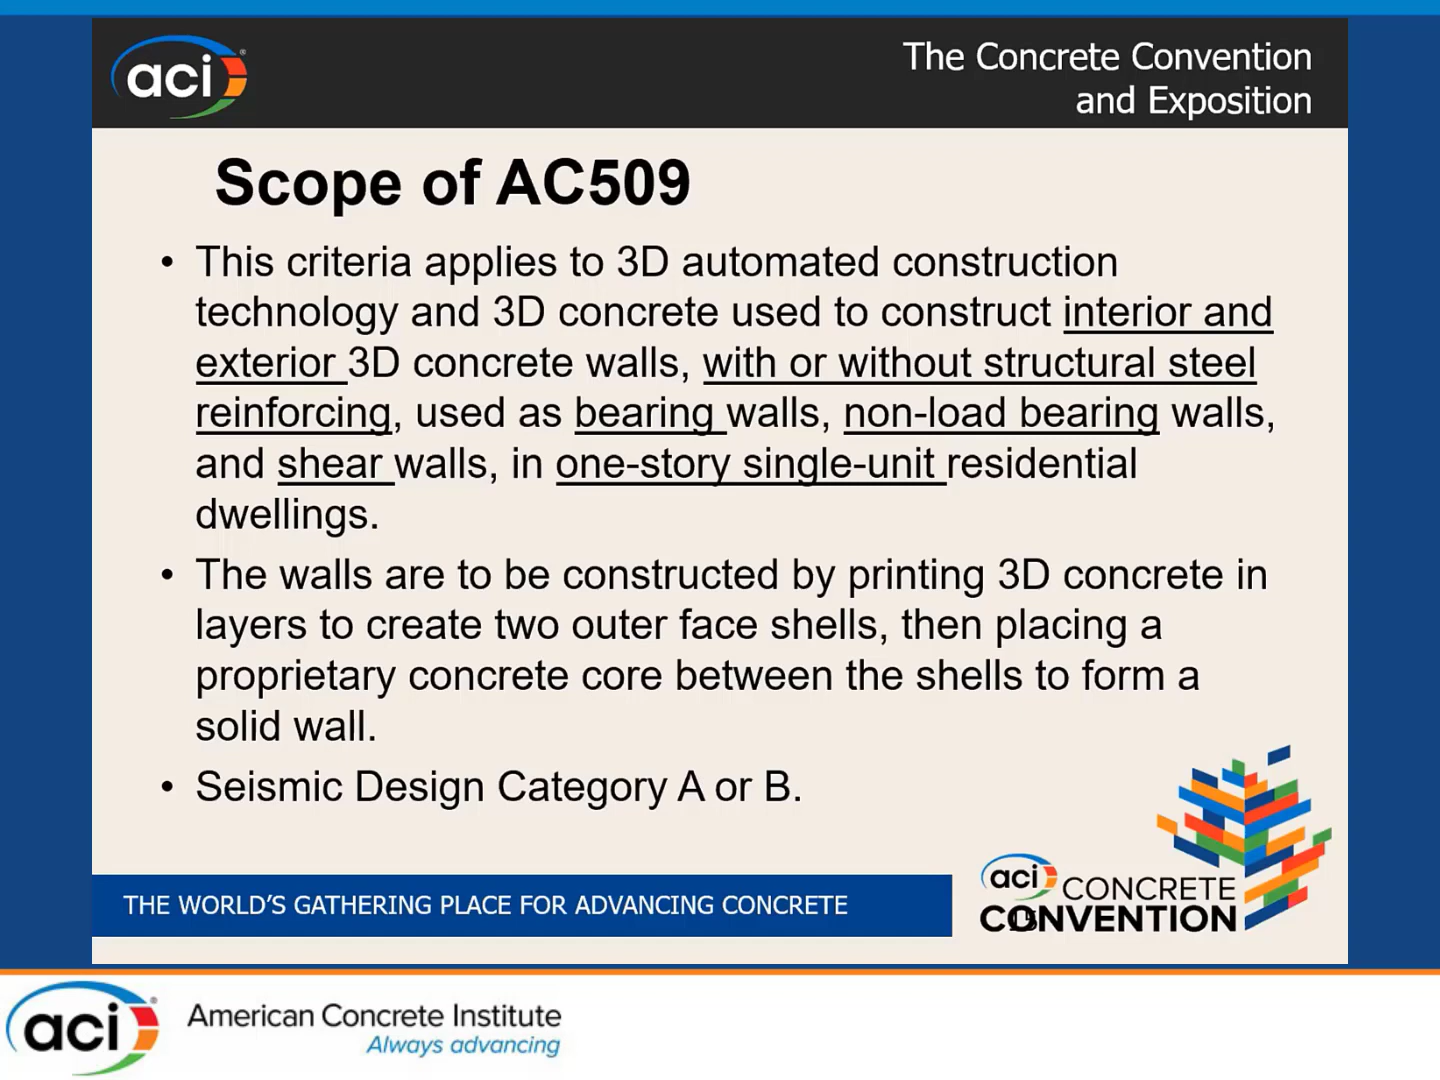 aci
The Concrete Convention
and Exposition
Scope of AC509
• This criteria applies to 3D automated construction
technology and 3D concrete used to construct interior and
exterior 3D concrete walls, with or without structural steel
reinforcing, used as bearing walls, non-load bearing walls,
and shear walls, in one-story single-unit residential
dwellings.
• The walls are to be constructed by printing 3D concrete in
layers to create two outer face shells, then placing a
proprietary concrete core between the shells to form a
solid wall.
• Seismic Design Category A or B.
THE WORLD'S GATHERING PLACE FOR ADVANCING CONCRETE
aci CONCRETE
CONVENTION
15
aci
American Concrete Institute
Always advancing